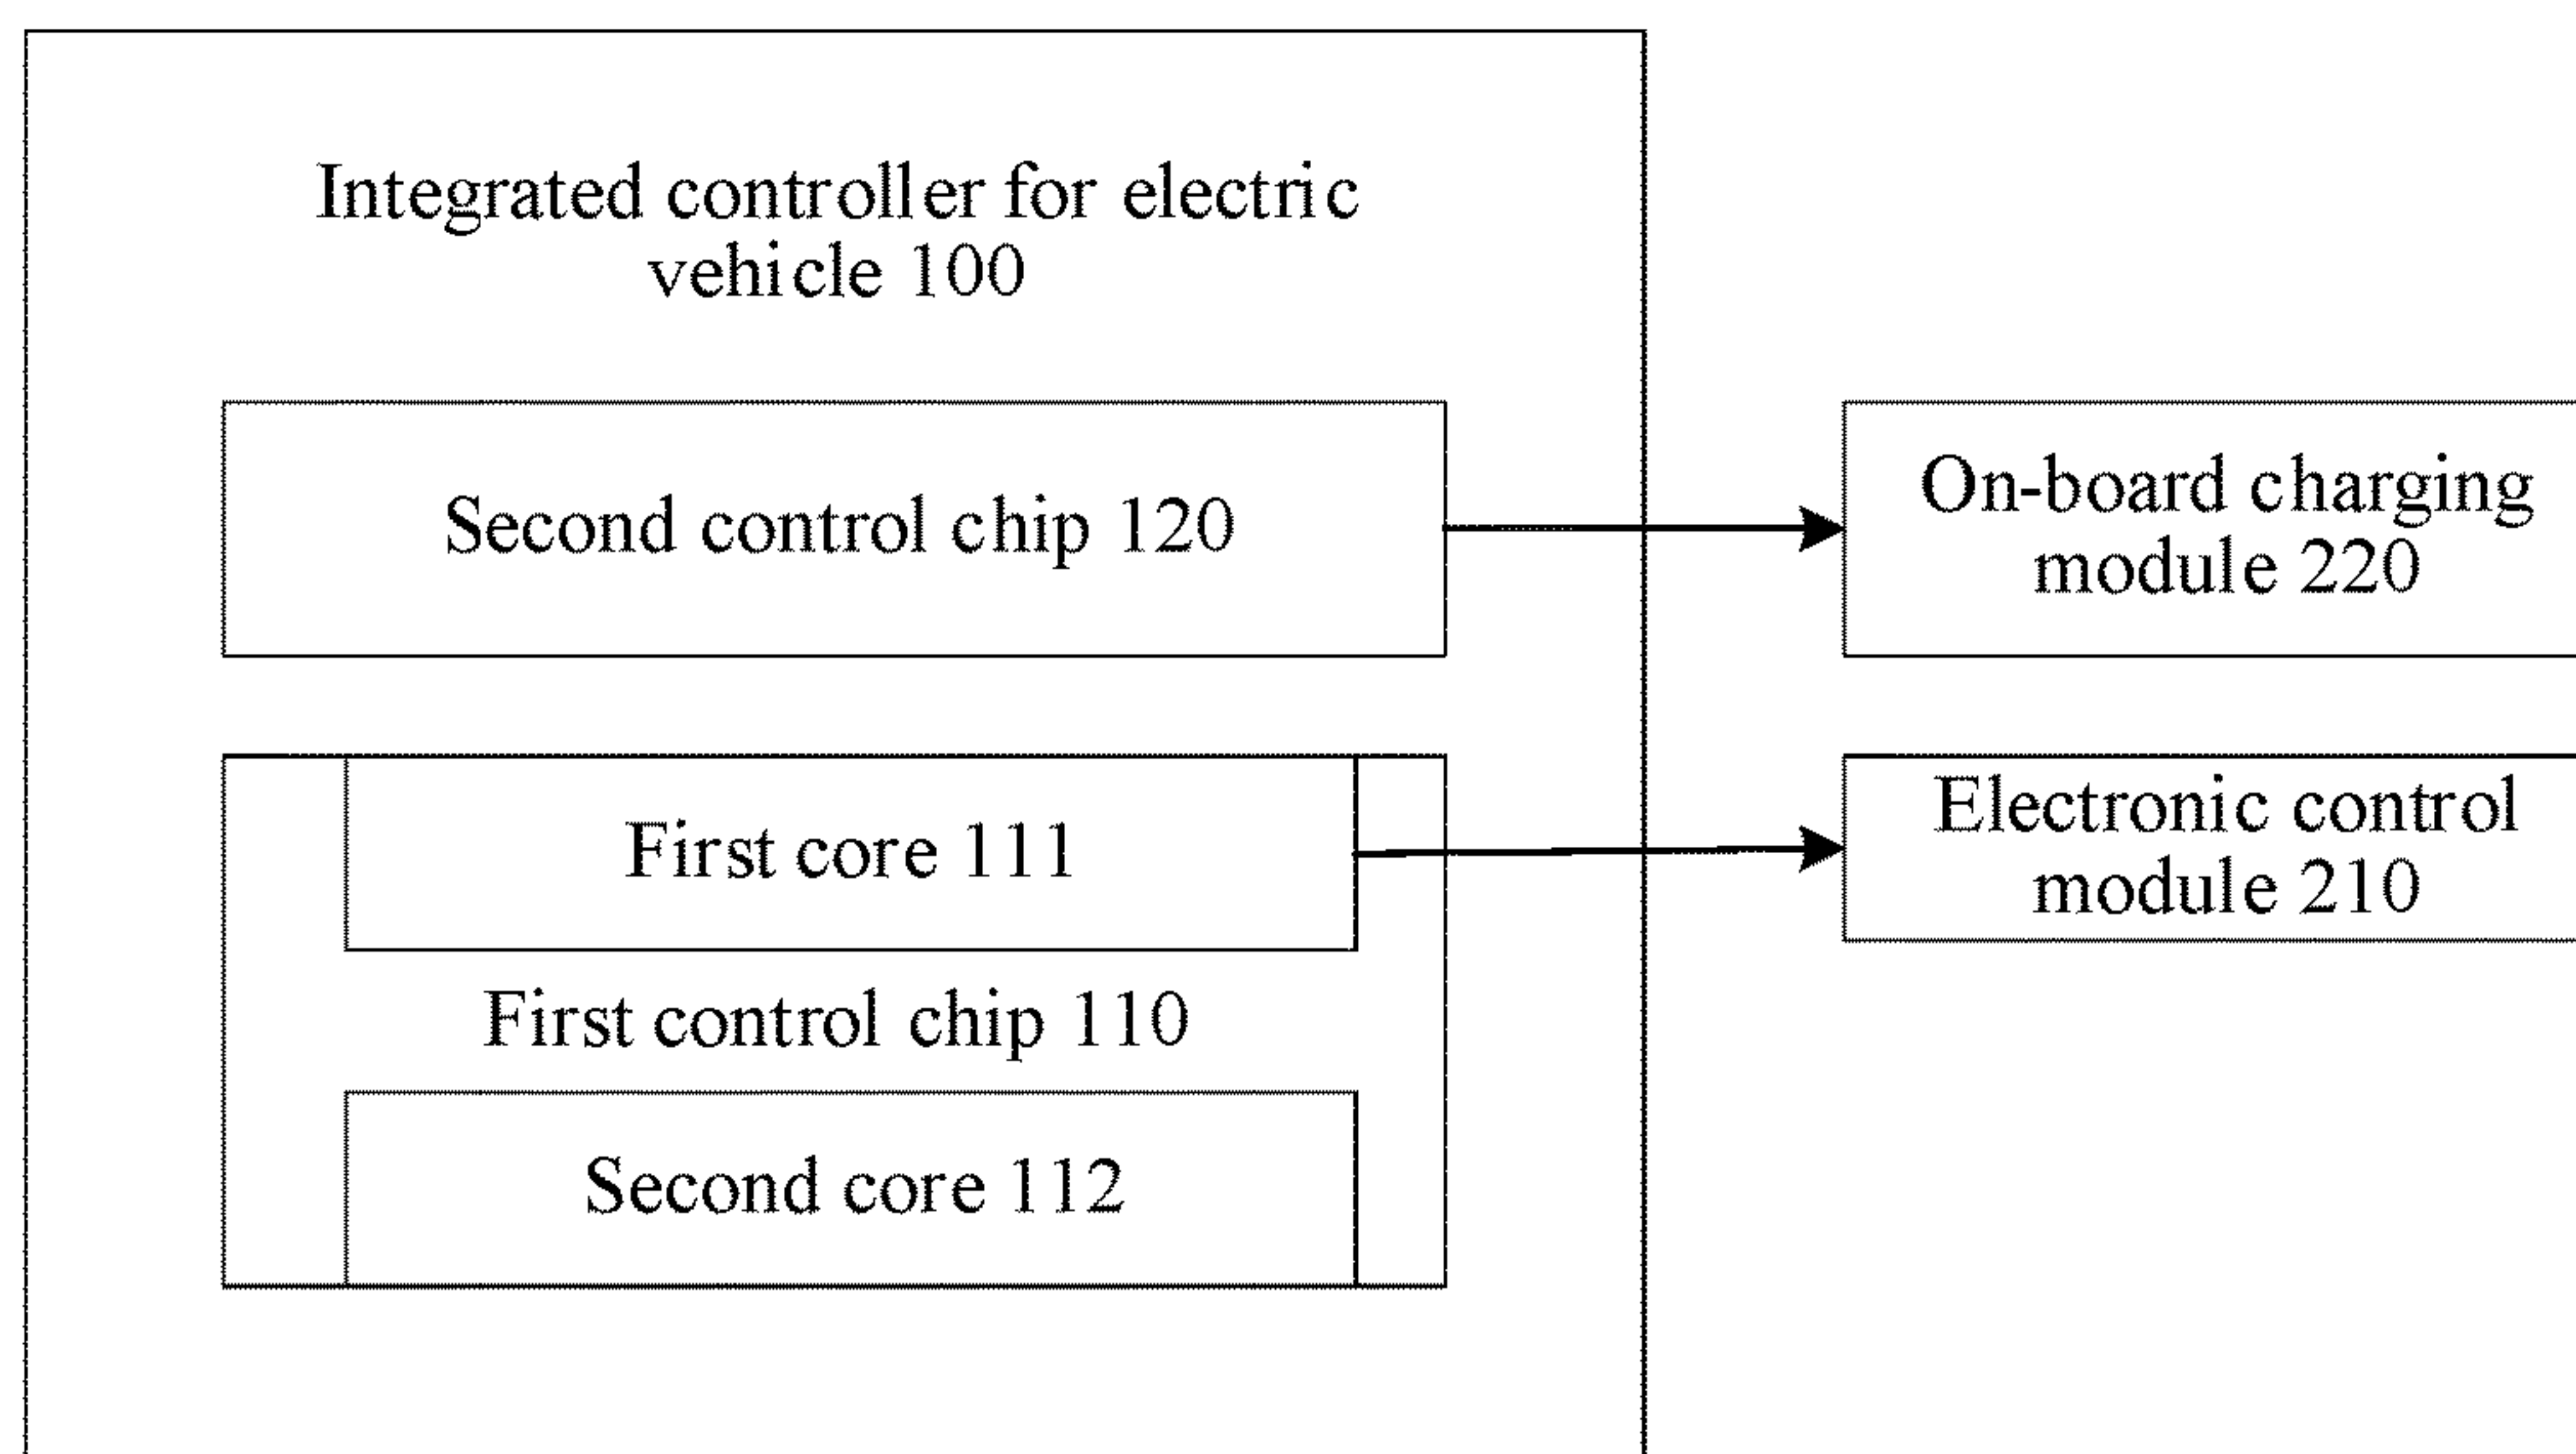 Integrated controller for electric
vehicle 100
Second control chip 120
On-board charging
module 220
First core 111
Electronic control
module 210
First control chip 110
Second core 112